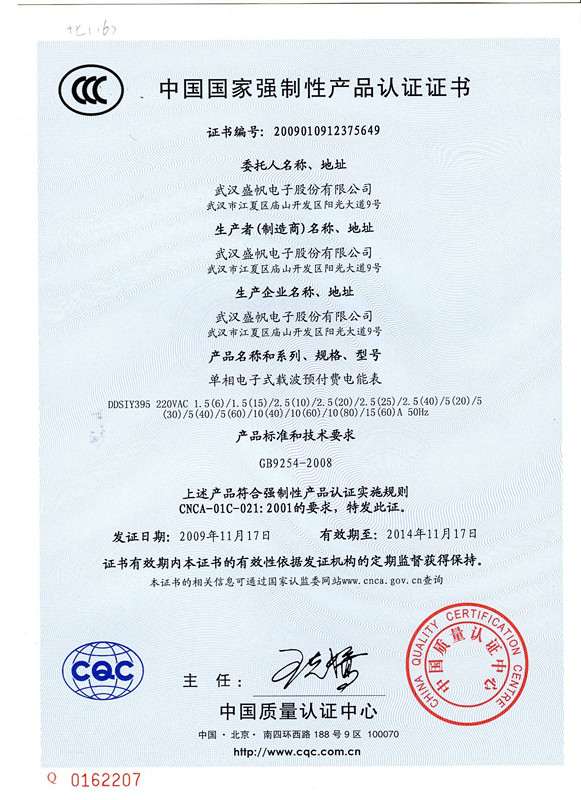 中国国家强制性产品认证证书
证书编号: 2009010912375649
委托人名称、地址
武汉盛帆电子股份有限公司
武汉市江夏区庙山开发区阳光大道9号
生产者(制造商)名称、地址
武汉盛帆电子股份有限公司
武汉市江夏区庙山开发区阳光大道9号
生产企业名称、地址
武汉盛帆电子股份有限公司
武汉市江夏区庙山开发区阳光大道9号
产品名称和系列、规格、型号
单相电子式载波预付费电能表
DDSIY395 220VAC 1.5(6)/1.5(15)/2.5(10)/2.5(20)/2.5(25)/2.5(40)/5(20)/5
(30)/5(40)/5(60)/10(40)/10(60)/10(80)/15(60)A 50Hz
产品标准和技术要求
GB9254-2008
上述产品符合强制性产品认证实施规则
CNCA-01C-021:2001的要求，特发此证。
发证日期: 2009年11月17日 有效期至: 2014年11月17日
证书有效期内本证书的有效性依据发证机构的定期监督获得保持。
本证书的相关信息可通过国家认监委网站www.cnca.gov.cn查询
CHINA QUALITY CERTIFICATION CENTRE
中国质量认证中心
CQC
主 任:
中国质量认证中心
中国·北京·南四环西路188号9区 100070
http://www.cqc.com.cn
Q 0162207